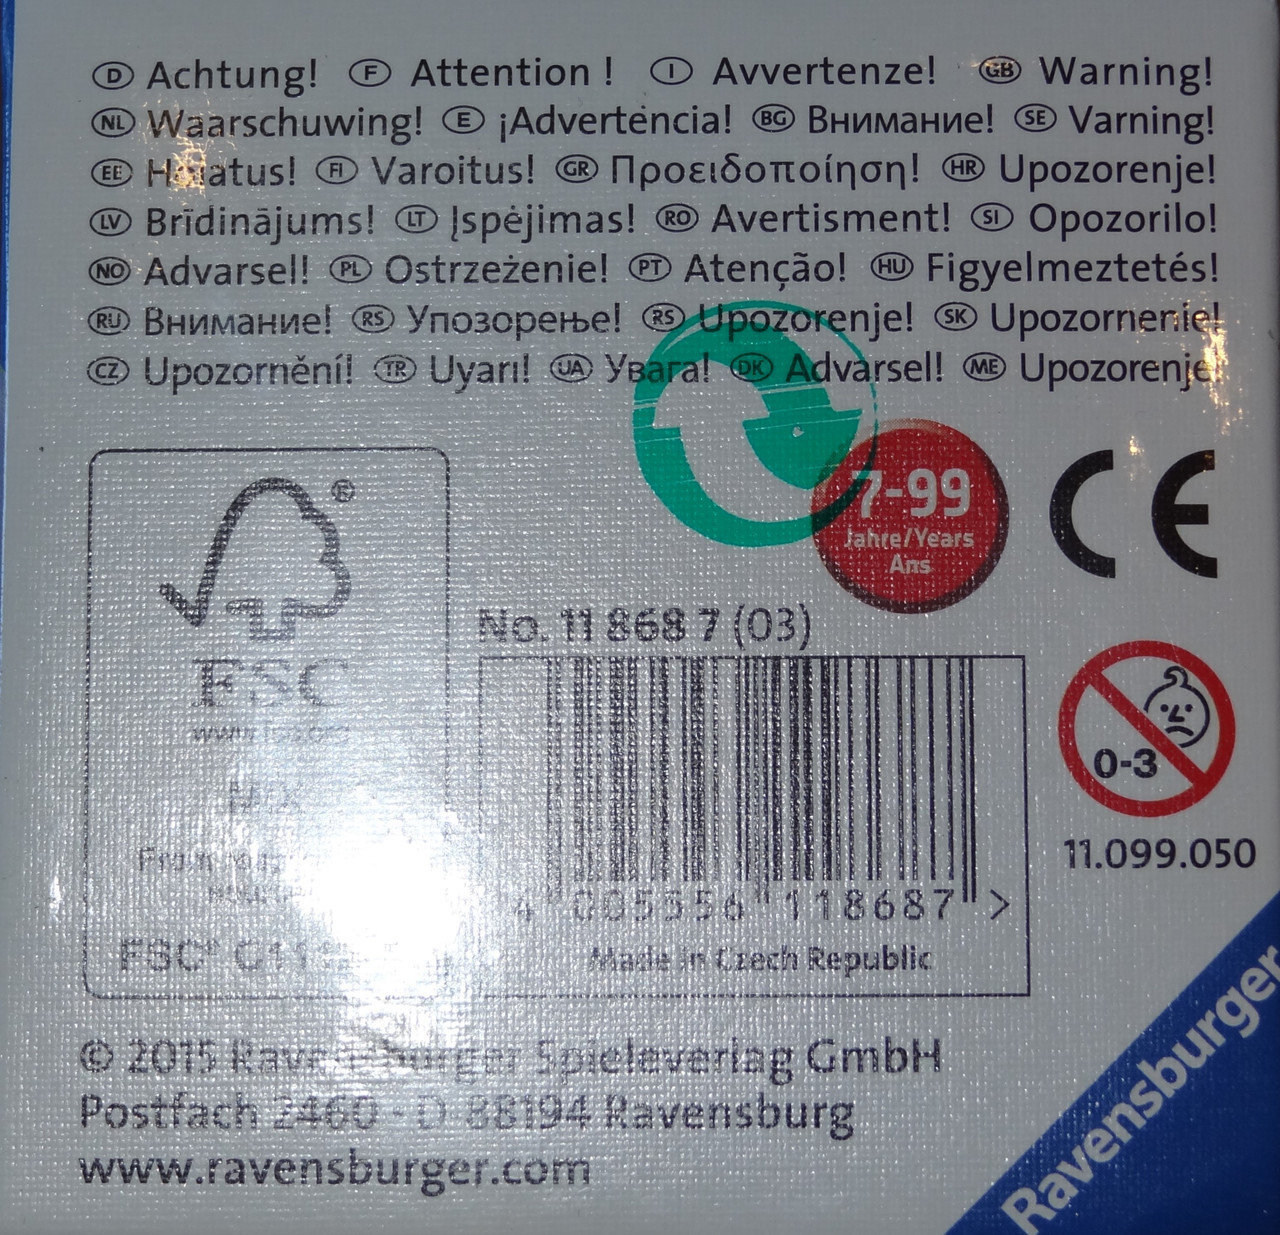 D Achtung! F Attention ! I Avvertenze! GB Warning!
NL Waarschuwing! E ¡Advertencia! BG Внимание! SE Varning!
EE FI Varoitus! GR Προειδοποίηση! HR Upozorenje!
LV Brīdinājums! LT Įspėjimas! RO Avertisment! SI Opozorilo!
NO Advarsel! PL Ostrzeżenie! PT Atenção! HU Figyelmeztetés!
RU Внимание! RS Упозорење! RS Upozorenje! SK Upozornenie!
CZ Upozornění! TR Uyarı! UA Увага! DK Advarsel! ME Upozorenje!
7-99
Jahre/Years
Ans
CE
®
FSC
No. 11 868 7 (03)
0-3
11.099.050
MIX
From
4 005556 118687 >
FSC®
Made in Czech Republic
© 2015 Ravensburger Spieleverlag GmbH
Postfach 2460 · D-88194 Ravensburg
www.ravensburger.com
Ravensburger